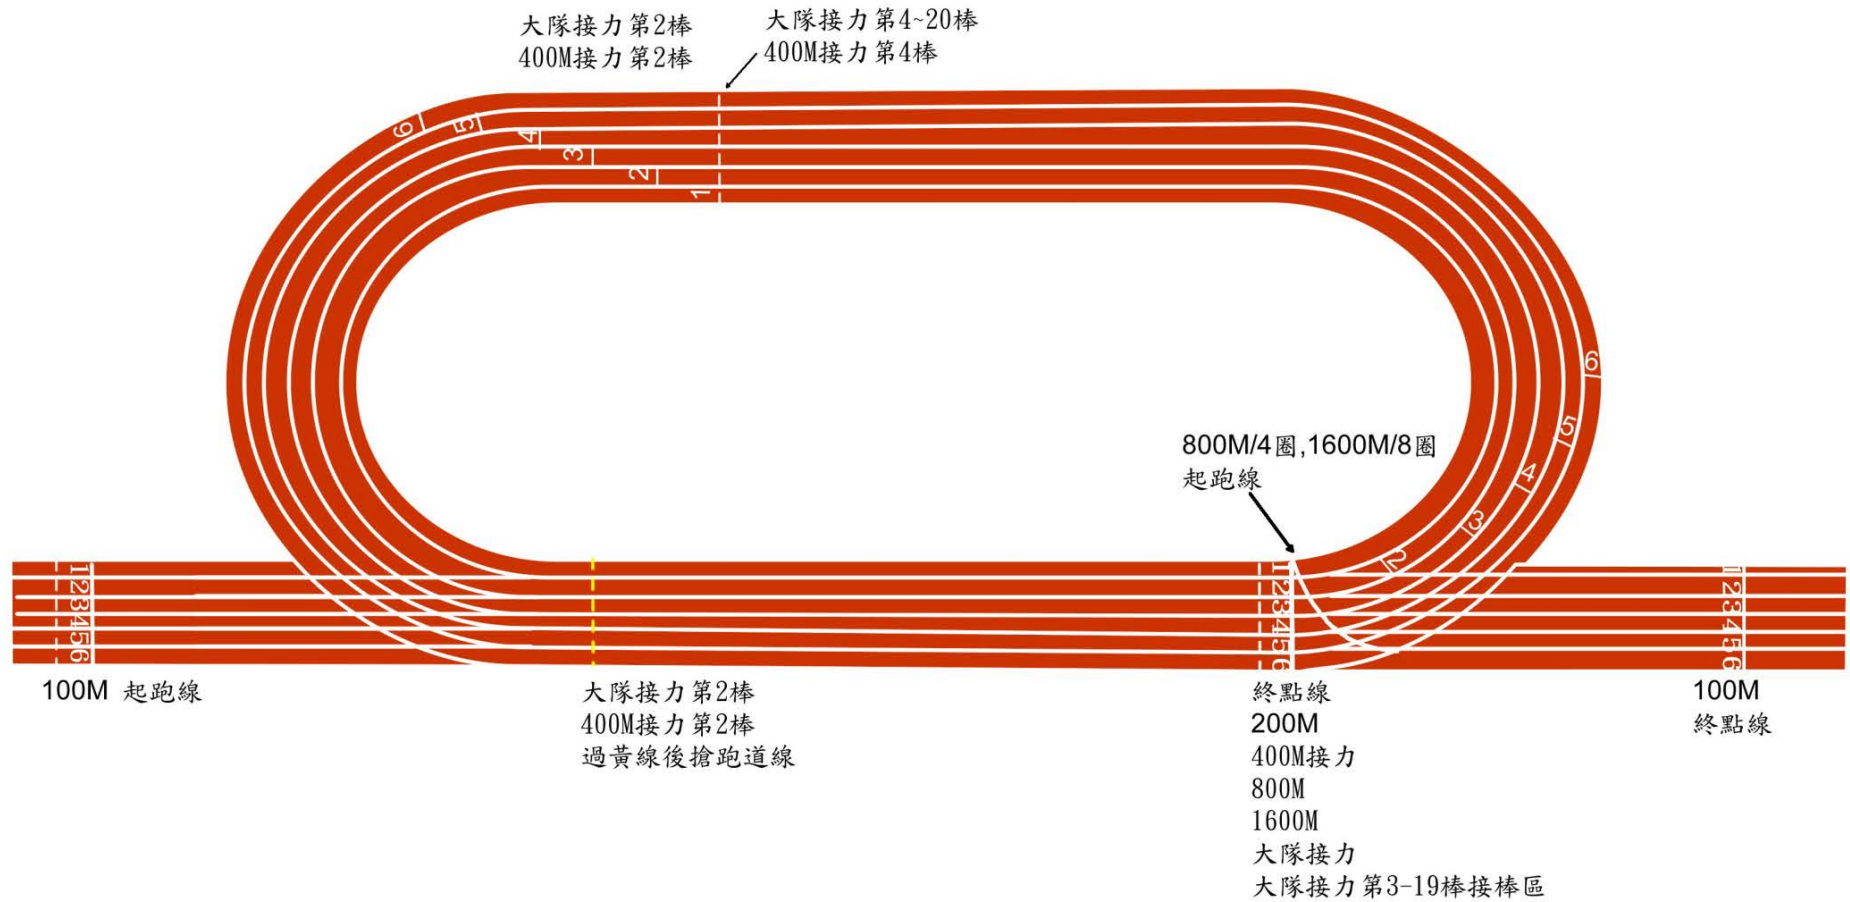 大隊接力第2棒
400M接力第2棒
大隊接力第4~20棒
400M接力第4棒
6
5
4
3
2
1
6
5
4
3
2
800M/4圈,1600M/8圈
起跑線
123456
123456
123456
100M 起跑線
大隊接力第2棒
400M接力第2棒
過黃線後搶跑道線
終點線
200M
400M接力
800M
1600M
大隊接力
大隊接力第3-19棒接棒區
100M
終點線